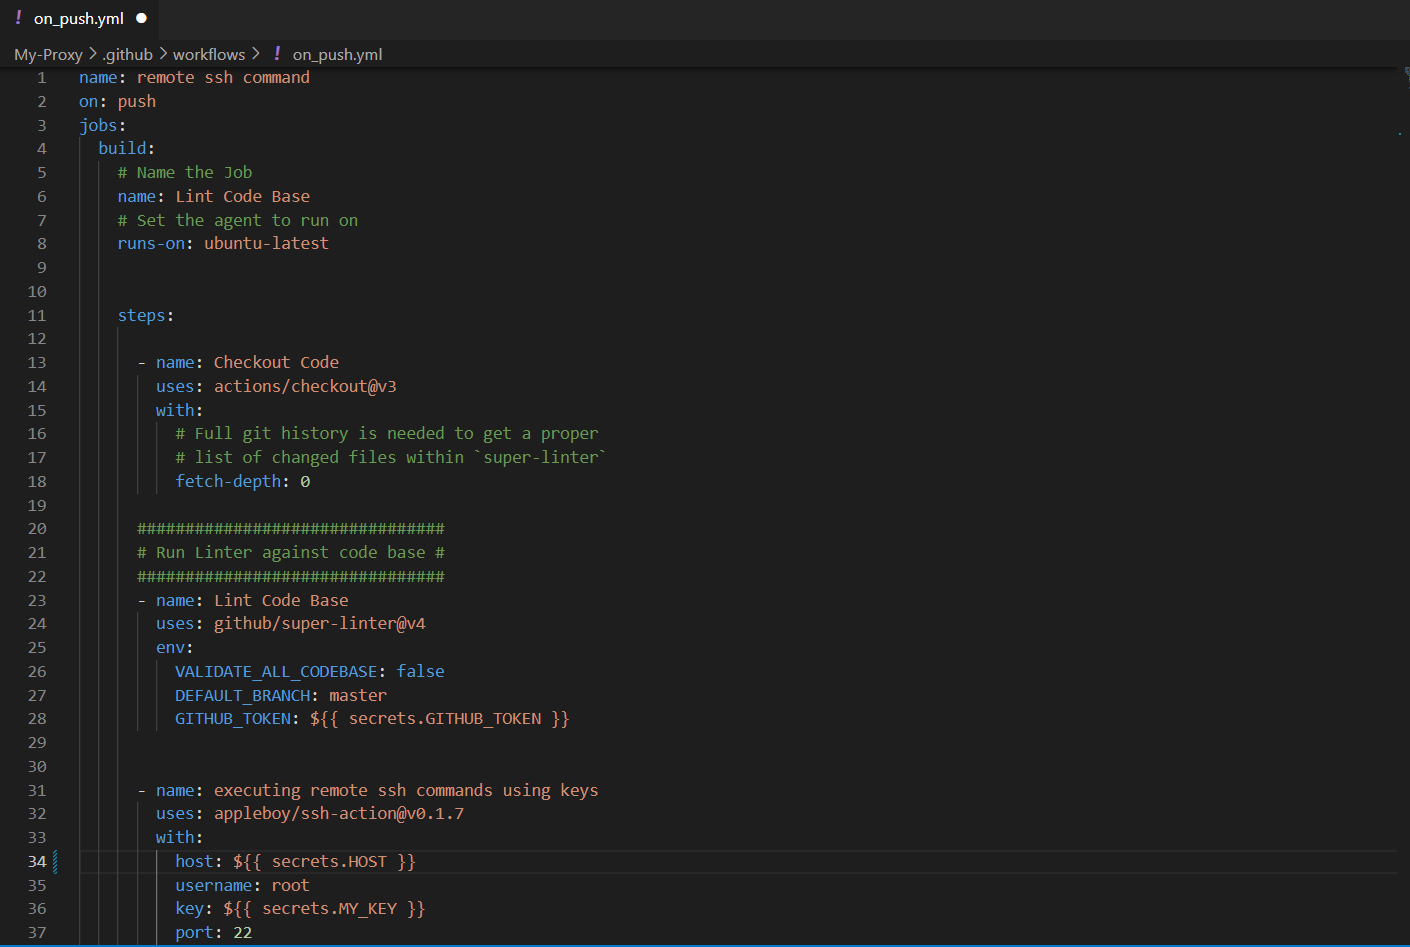 ! on_push.yml ●
My-Proxy > .github > workflows > ! on_push.yml
1 name: remote ssh command
2 on: push
3 jobs:
4   build:
5     # Name the Job
6     name: Lint Code Base
7     # Set the agent to run on
8     runs-on: ubuntu-latest
9
10
11     steps:
12
13       - name: Checkout Code
14         uses: actions/checkout@v3
15         with:
16           # Full git history is needed to get a proper
17           # list of changed files within `super-linter`
18           fetch-depth: 0
19
20       ################################
21       # Run Linter against code base #
22       ################################
23       - name: Lint Code Base
24         uses: github/super-linter@v4
25         env:
26           VALIDATE_ALL_CODEBASE: false
27           DEFAULT_BRANCH: master
28           GITHUB_TOKEN: ${{ secrets.GITHUB_TOKEN }}
29
30
31       - name: executing remote ssh commands using keys
32         uses: appleboy/ssh-action@v0.1.7
33         with:
34           host: ${{ secrets.HOST }}
35           username: root
36           key: ${{ secrets.MY_KEY }}
37           port: 22